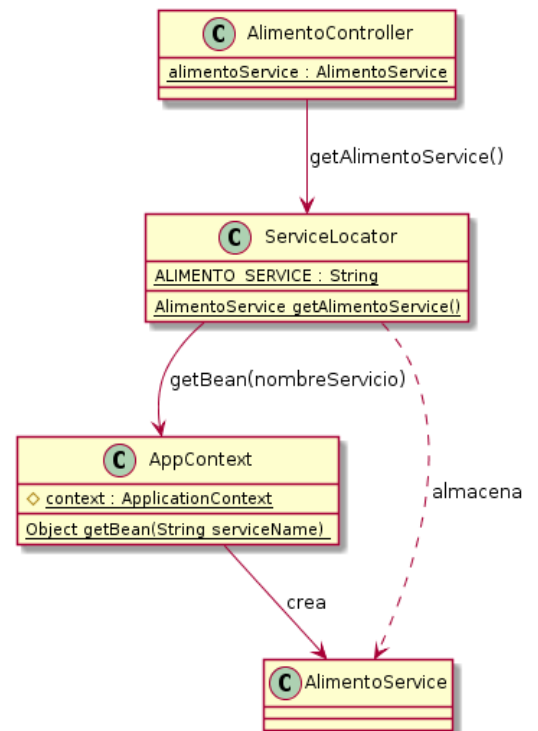 C AlimentoController
alimentoService : AlimentoService
getAlimentoService()
C ServiceLocator
ALIMENTO_SERVICE : String
AlimentoService getAlimentoService()
getBean(nombreServicio)
C AppContext
context : ApplicationContext
Object getBean(String serviceName)
almacena
crea
C AlimentoService